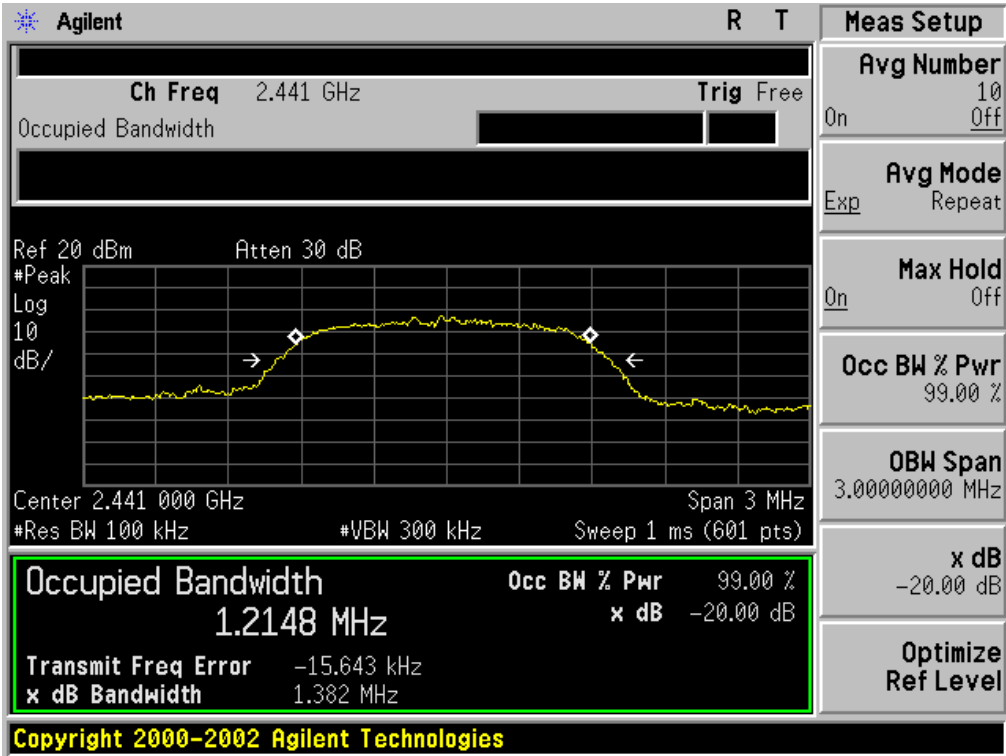 Agilent R T
Ch Freq 2.441 GHz Trig Free
Occupied Bandwidth
Ref 20 dBm Atten 30 dB
#Peak
Log
10
dB/
Center 2.441 000 GHz Span 3 MHz
#Res BW 100 kHz #VBW 300 kHz Sweep 1 ms (601 pts)
Occupied Bandwidth Occ BW % Pwr 99.00 %
1.2148 MHz x dB -20.00 dB
Transmit Freq Error -15.643 kHz
x dB Bandwidth 1.382 MHz
Copyright 2000-2002 Agilent Technologies
Meas Setup
Avg Number
10
On Off
Avg Mode
Exp Repeat
Max Hold
On Off
Occ BW % Pwr
99.00 %
OBW Span
3.00000000 MHz
x dB
-20.00 dB
Optimize
Ref Level